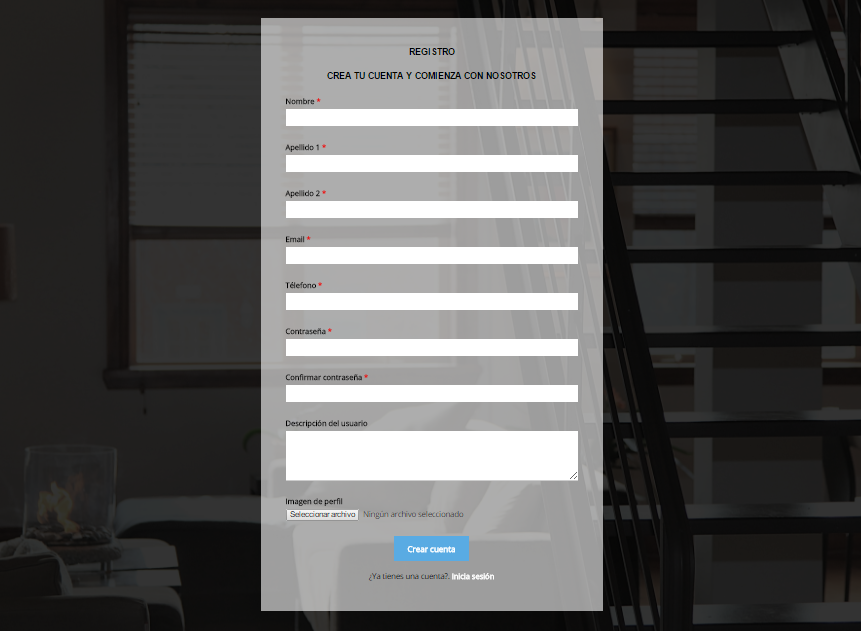 REGISTRO
CREA TU CUENTA Y COMIENZA CON NOSOTROS
Nombre *
Apellido 1 *
Apellido 2 *
Email *
Télefono *
Contraseña *
Confirmar contraseña *
Descripción del usuario
Imagen de perfil
Seleccionar archivo Ningún archivo seleccionado
Crear cuenta
¿Ya tienes una cuenta?. Inicia sesión